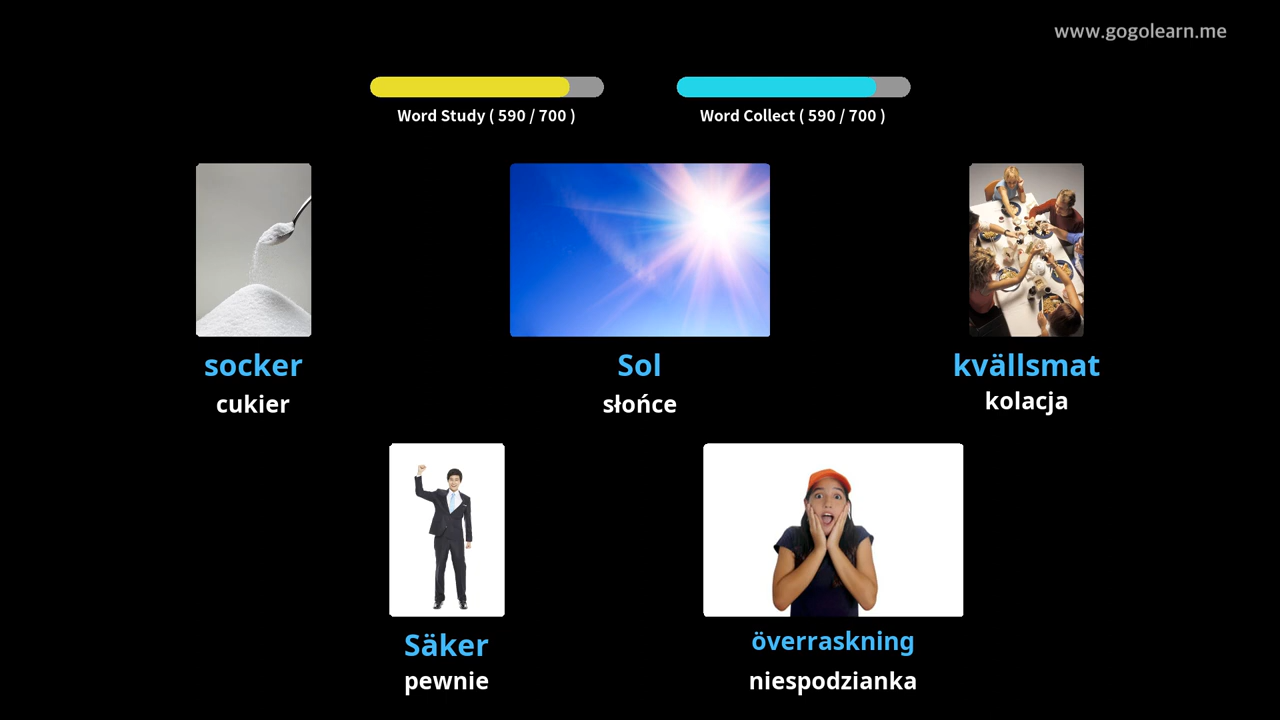 www.gogolearn.me
Word Study ( 590 / 700 )
Word Collect ( 590 / 700 )
socker
cukier
Sol
słońce
kvällsmat
kolacja
Säker
pewnie
överraskning
niespodzianka